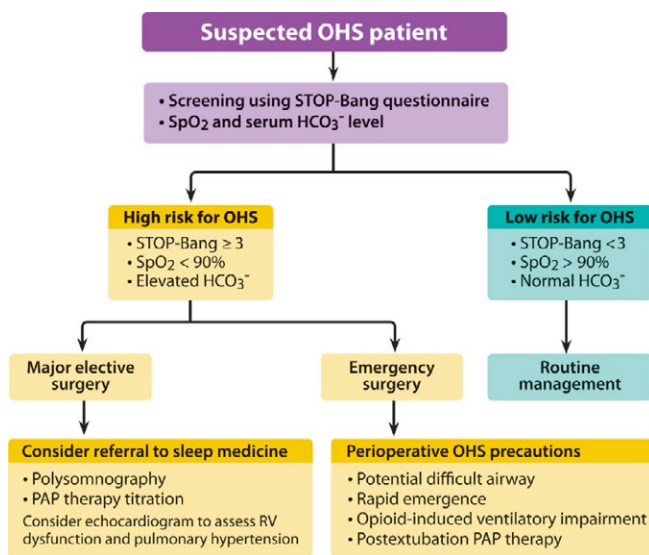 Suspected OHS patient
• Screening using STOP-Bang questionnaire
• SpO₂ and serum HCO₃⁻ level
High risk for OHS
• STOP-Bang ≥ 3
• SpO₂ < 90%
• Elevated HCO₃⁻
Low risk for OHS
• STOP-Bang <3
• SpO₂ > 90%
• Normal HCO₃⁻
Major elective
surgery
Emergency
surgery
Routine
management
Consider referral to sleep medicine
• Polysomnography
• PAP therapy titration
Consider echocardiogram to assess RV
dysfunction and pulmonary hypertension
Perioperative OHS precautions
• Potential difficult airway
• Rapid emergence
• Opioid-induced ventilatory impairment
• Postextubation PAP therapy